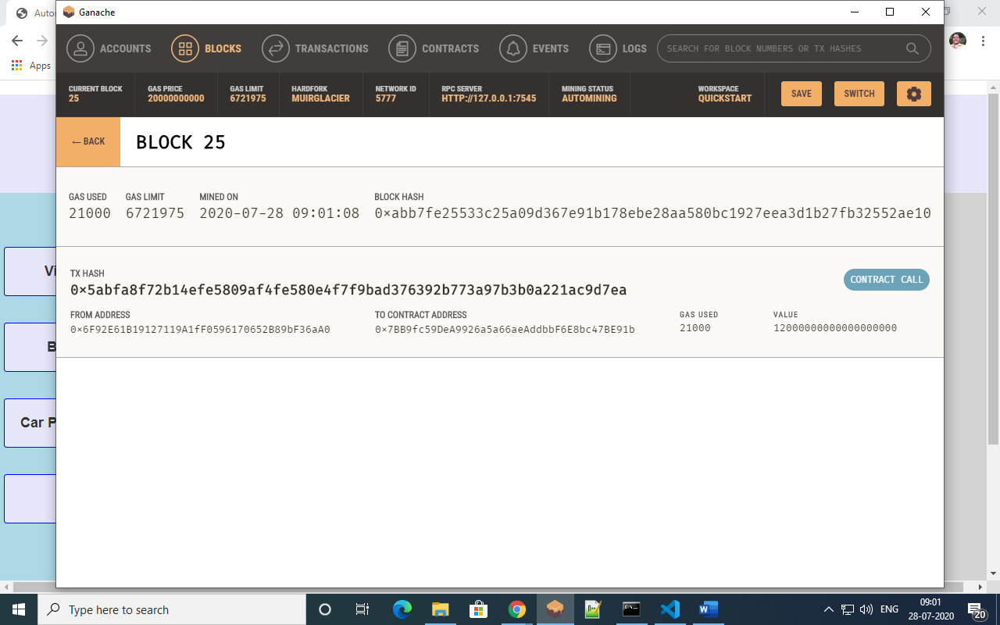 Auto
Ganache
Apps
ACCOUNTS BLOCKS TRANSACTIONS CONTRACTS EVENTS LOGS SEARCH FOR BLOCK NUMBERS OR TX HASHES
CURRENT BLOCK GAS PRICE GAS LIMIT HARDFORK NETWORK ID RPC SERVER MINING STATUS WORKSPACE
25 20000000000 6721975 MUIRGLACIER 5777 HTTP://127.0.0.1:7545 AUTOMINING QUICKSTART SAVE SWITCH
← BACK BLOCK 25
GAS USED GAS LIMIT MINED ON BLOCK HASH
21000 6721975 2020-07-28 09:01:08 0×abb7fe25533c25a09d367e91b178ebe28aa580bc1927eea3d1b27fb32552ae10
TX HASH
0×5abfa8f72b14efe5809af4fe580e4f7f9bad376392b773a97b3b0a221ac9d7ea CONTRACT CALL
FROM ADDRESS TO CONTRACT ADDRESS GAS USED VALUE
0×6F92E61B19127119A1fF0596170652B89bF36aA0 0×7BB9fc59DeA9926a5a66aeAddbbF6E8bc47BE91b 21000 12000000000000000000
Vi
B
Car P
Type here to search ENG 09:01
28-07-2020 20